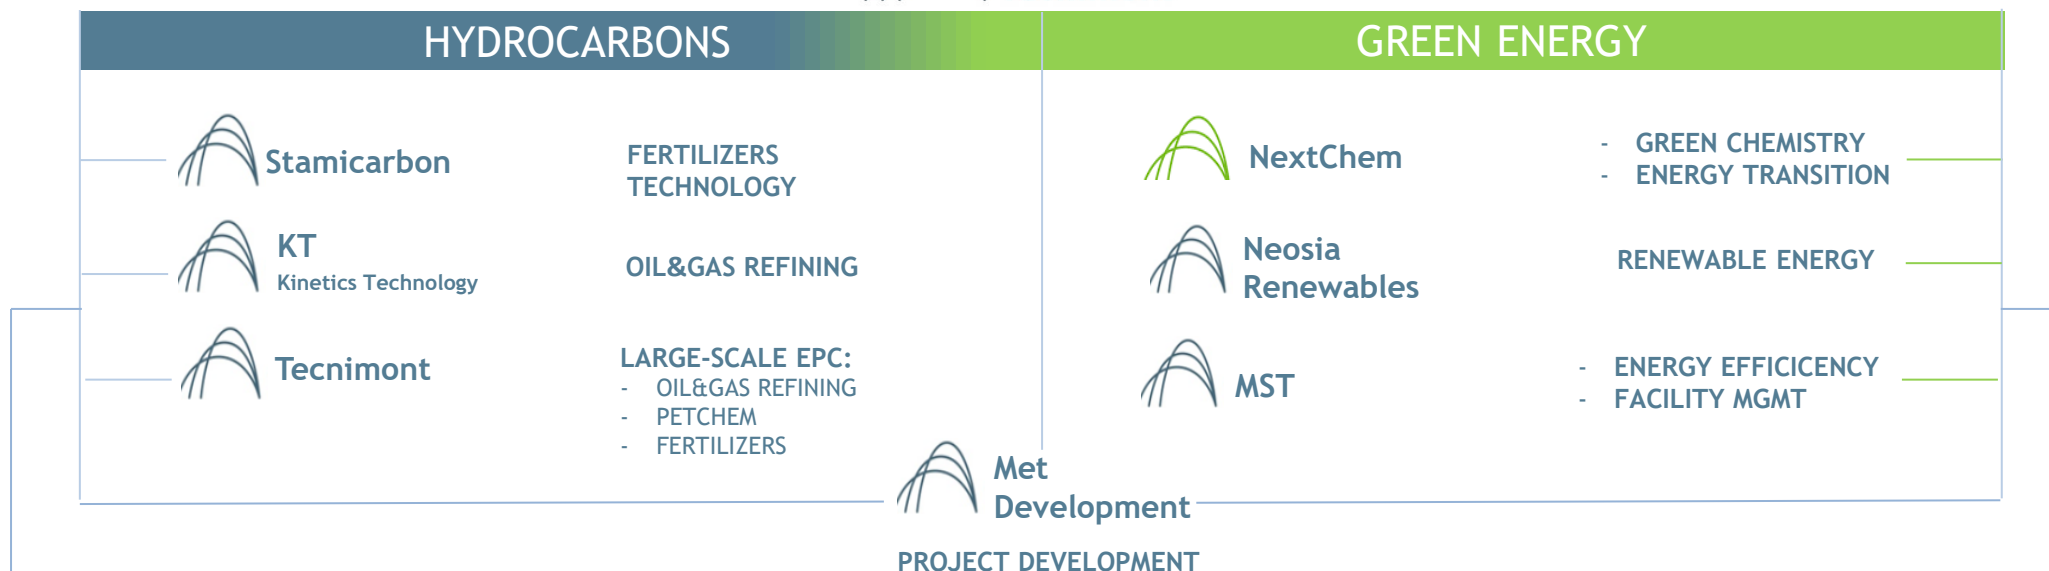 HYDROCARBONS
GREEN ENERGY
Stamicarbon
FERTILIZERS
TECHNOLOGY
KT
Kinetics Technology
OIL&GAS REFINING
Tecnimont
LARGE-SCALE EPC:
- OIL&GAS REFINING
- PETCHEM
- FERTILIZERS
NextChem
- GREEN CHEMISTRY
- ENERGY TRANSITION
Neosia
Renewables
RENEWABLE ENERGY
MST
- ENERGY EFFICICENCY
- FACILITY MGMT
Met
Development
PROJECT DEVELOPMENT